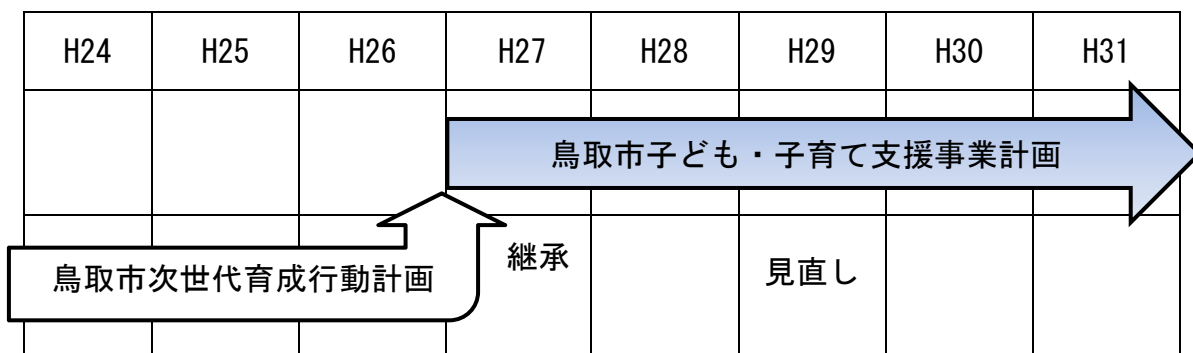 H24 H25 H26 H27 H28 H29 H30 H31
鳥取市子ども・子育て支援事業計画
鳥取市次世代育成行動計画
継承
見直し